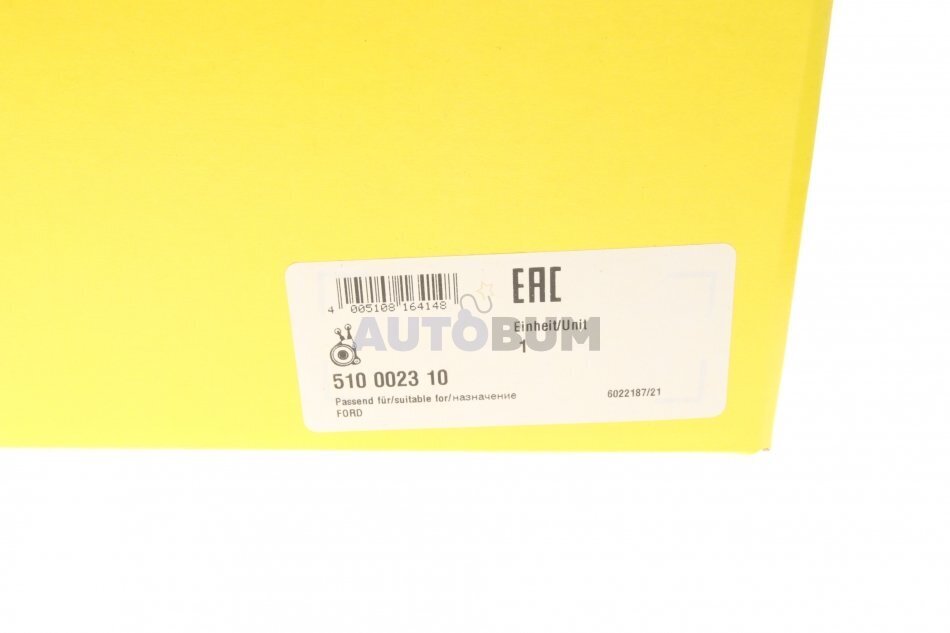 4 005108 164148
EAC
AUTOBUM
Einheit/Unit
1
510 0023 10
Passend für/suitable for/назначение
6022187/21
FORD